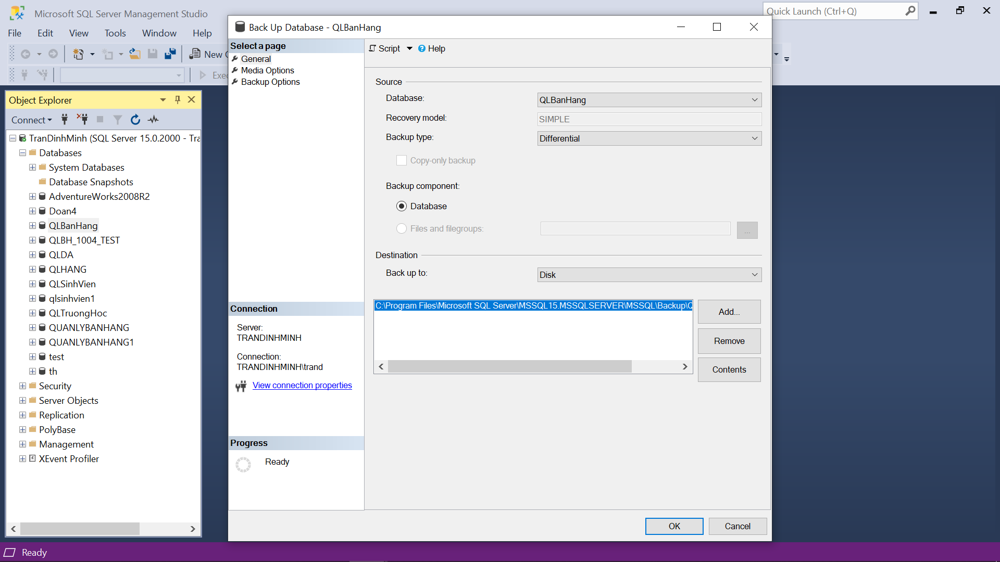 Microsoft SQL Server Management Studio
Quick Launch (Ctrl+Q)
File Edit View Tools Window Help
New
Exec
Object Explorer
Connect
TranDinhMinh (SQL Server 15.0.2000 - Tra
Databases
System Databases
Database Snapshots
AdventureWorks2008R2
Doan4
QLBanHang
QLBH_1004_TEST
QLDA
QLHANG
QLSinhVien
qlsinhvien1
QLTruongHoc
QUANLYBANHANG
QUANLYBANHANG1
test
th
Security
Server Objects
Replication
PolyBase
Management
XEvent Profiler
Back Up Database - QLBanHang
Select a page
General
Media Options
Backup Options
Connection
Server:
TRANDINHMINH
Connection:
TRANDINHMINH\trand
View connection properties
Progress
Ready
Script Help
Source
Database: QLBanHang
Recovery model: SIMPLE
Backup type: Differential
Copy-only backup
Backup component:
Database
Files and filegroups: ...
Destination
Back up to: Disk
C:\Program Files\Microsoft SQL Server\MSSQL15.MSSQLSERVER\MSSQL\Backup\Q
Add...
Remove
Contents
OK Cancel
Ready